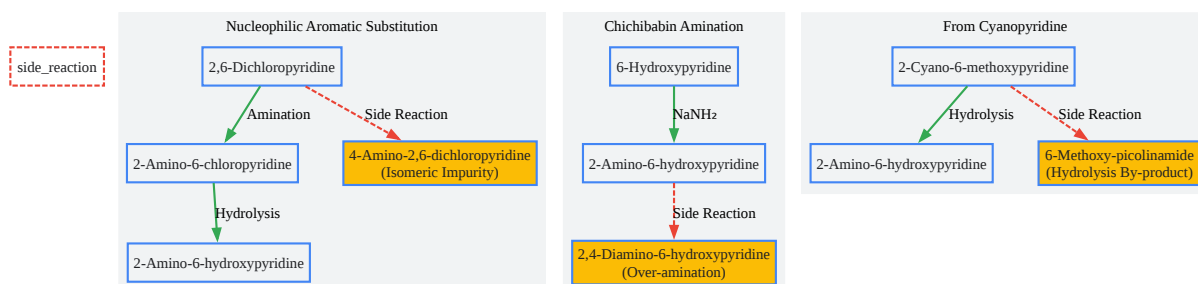 Nucleophilic Aromatic Substitution
Chichibabin Amination
From Cyanopyridine
side_reaction
2,6-Dichloropyridine
6-Hydroxypyridine
2-Cyano-6-methoxypyridine
Amination
Side Reaction
NaNH₂
Hydrolysis
Side Reaction
2-Amino-6-chloropyridine
4-Amino-2,6-dichloropyridine
(Isomeric Impurity)
2-Amino-6-hydroxypyridine
2-Amino-6-hydroxypyridine
6-Methoxy-picolinamide
(Hydrolysis By-product)
Hydrolysis
Side Reaction
2-Amino-6-hydroxypyridine
2,4-Diamino-6-hydroxypyridine
(Over-amination)